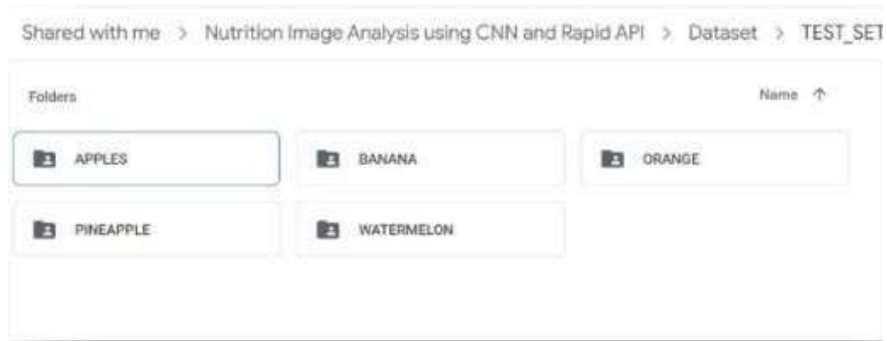 Shared with me > Nutrition Image Analysis using CNN and Rapid API > Dataset > TEST_SET
Folders Name ↑
APPLES BANANA ORANGE
PINEAPPLE WATERMELON